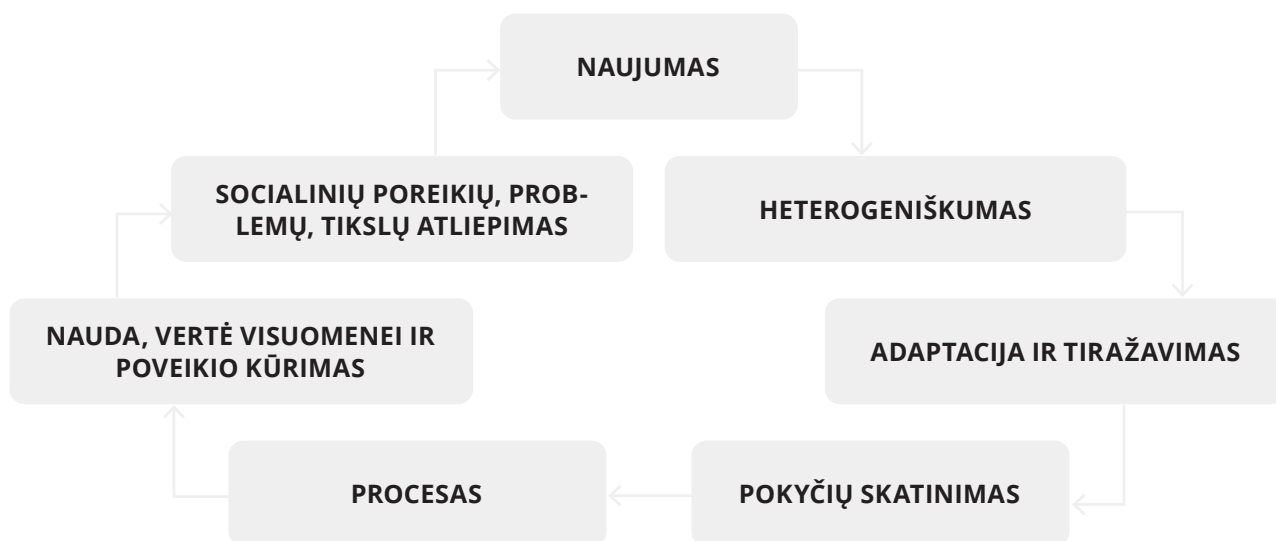 NAUJUMAS
SOCIALINIŲ POREIKIŲ, PROB-
LEMŲ, TIKSLŲ ATLIEPIMAS
HETEROGENIŠKUMAS
NAUDA, VERTĖ VISUOMENEI IR
POVEIKIO KŪRIMAS
ADAPTACIJA IR TIRAŽAVIMAS
PROCESAS
POKYČIŲ SKATINIMAS